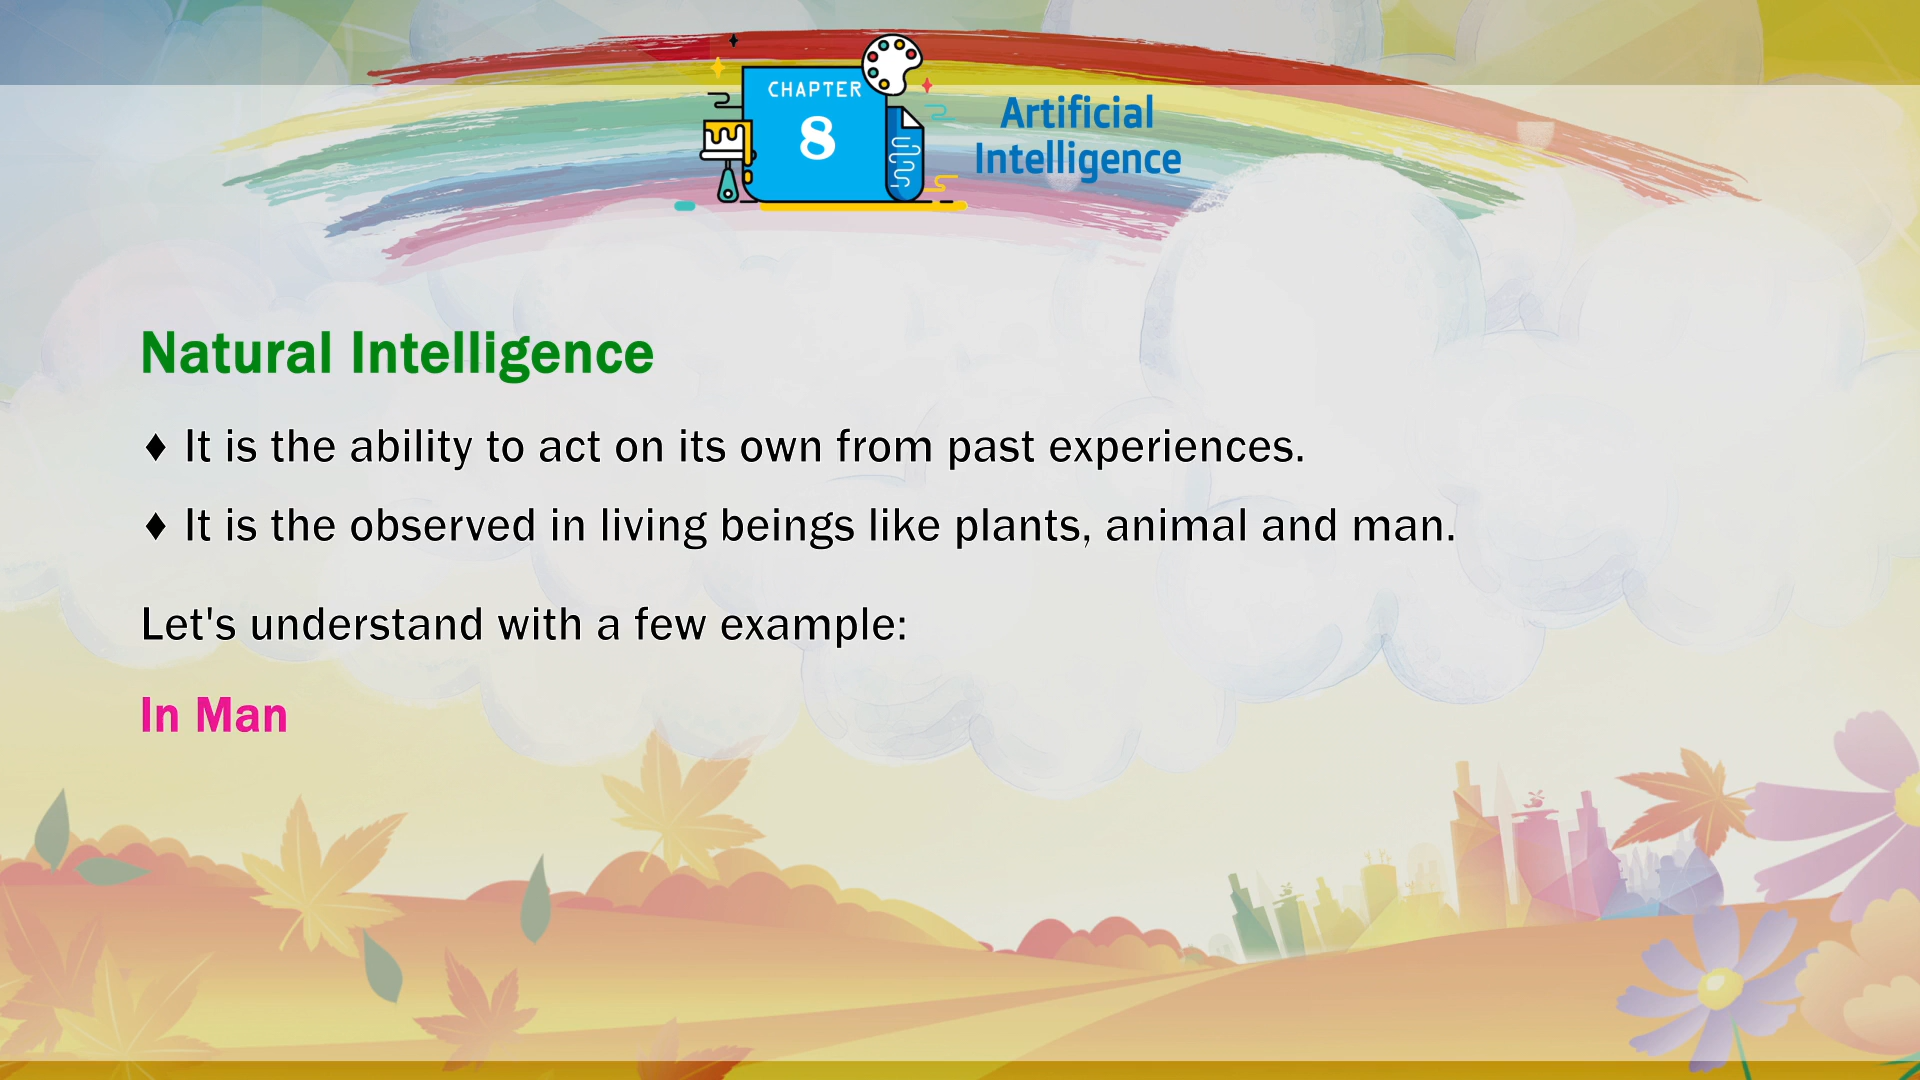 CHAPTER
8
Artificial
Intelligence
Natural Intelligence
♦ It is the ability to act on its own from past experiences.
♦ It is the observed in living beings like plants, animal and man.
Let's understand with a few example:
In Man